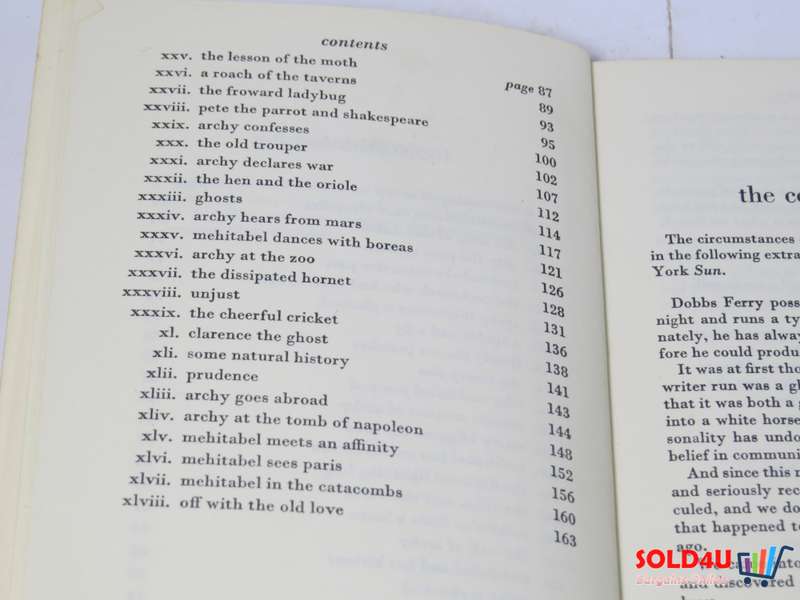 contents
xxv. the lesson of the moth page 87
xxvi. a roach of the taverns 89
xxvii. the froward ladybug 93
xxviii. pete the parrot and shakespeare 95
xxix. archy confesses 100
xxx. the old trouper 102
xxxi. archy declares war 107
xxxii. the hen and the oriole 112
xxxiii. ghosts 114
xxxiv. archy hears from mars 117
xxxv. mehitabel dances with boreas 121
xxxvi. archy at the zoo 126
xxxvii. the dissipated hornet 128
xxxviii. unjust 131
xxxix. the cheerful cricket 136
xl. clarence the ghost 138
xli. some natural history 141
xlii. prudence 143
xliii. archy goes abroad 144
xliv. archy at the tomb of napoleon 148
xlv. mehitabel meets an affinity 152
xlvi. mehitabel sees paris 156
xlvii. mehitabel in the catacombs 160
xlviii. off with the old love 163
the co
The circumstances
in the following extra
York Sun.
Dobbs Ferry poss
night and runs a ty
nately, he has alway
fore he could produ
It was at first tho
writer run was a gh
that it was both a g
into a white horse
sonality has undo
belief in communi
And since this m
and seriously rec
culed, and we do
that happened to
ago.
into
and discovered
SOLD4U